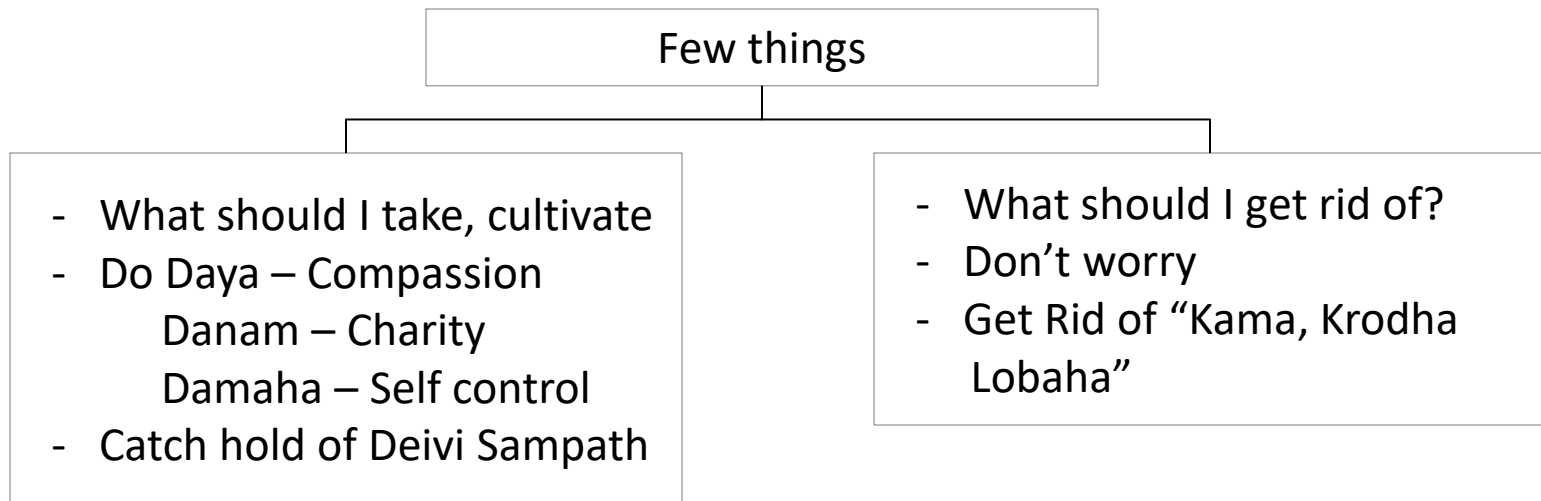 Few things
- What should I take, cultivate
- Do Daya – Compassion
Danam – Charity
Damaha – Self control
- Catch hold of Deivi Sampath
- What should I get rid of?
- Don’t worry
- Get Rid of “Kama, Krodha
Lobaha”